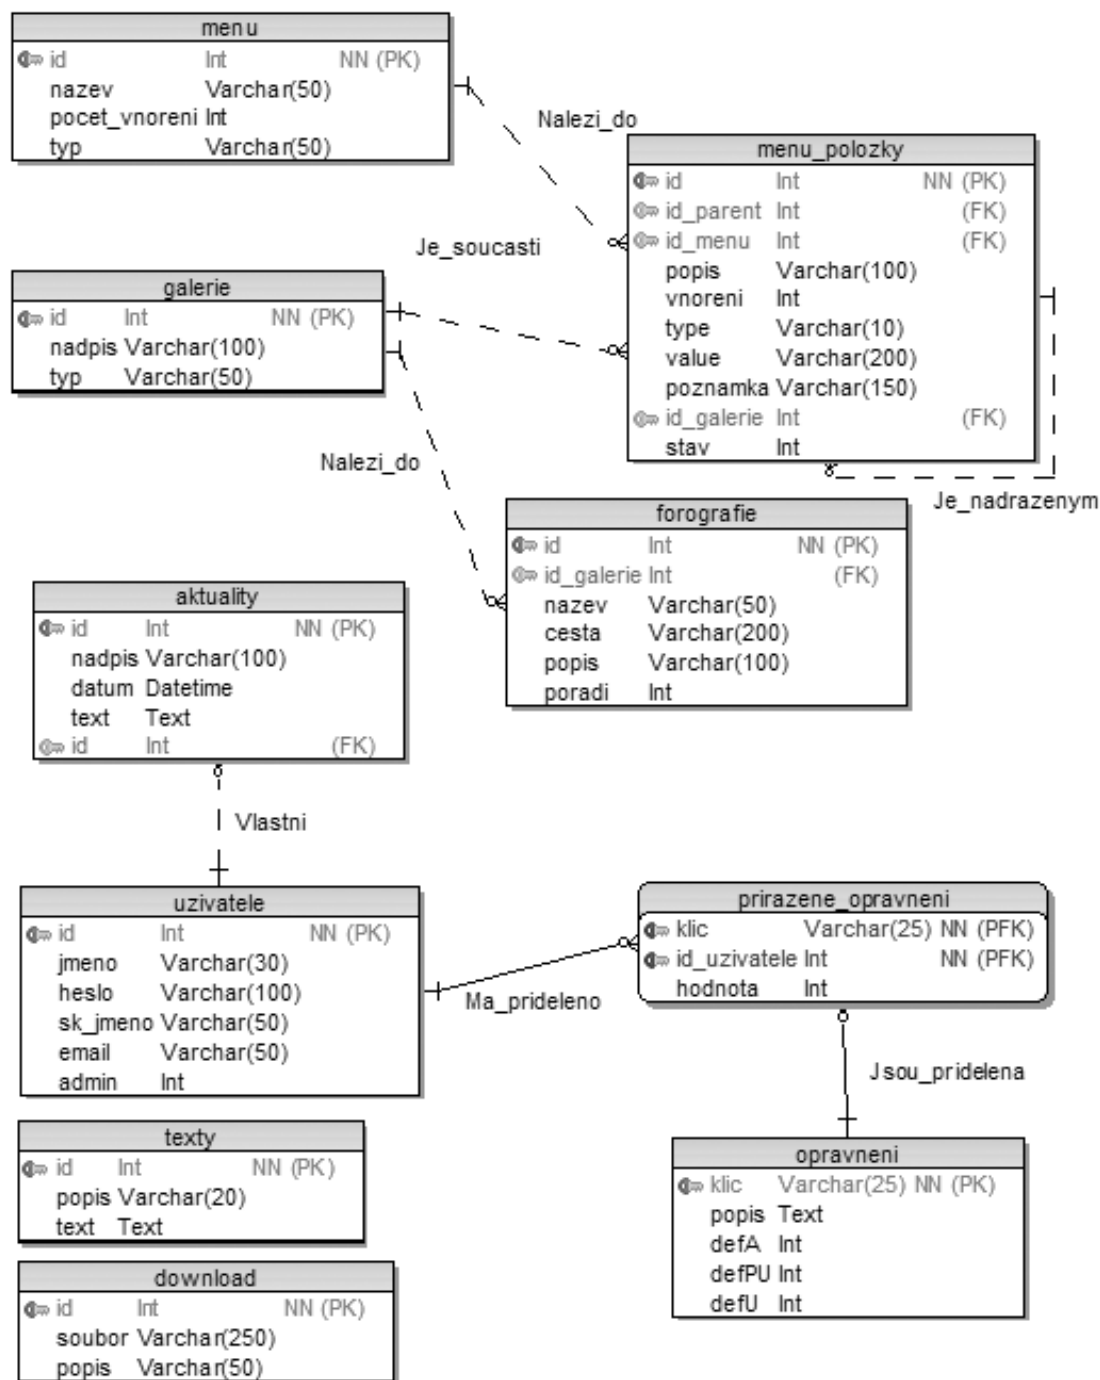 menu
id Int NN (PK)
nazev Varchar(50)
pocet_vnoreni Int
typ Varchar(50)
Nalezi_do
menu_polozky
id Int NN (PK)
id_parent Int (FK)
id_menu Int (FK)
popis Varchar(100)
vnoreni Int
type Varchar(10)
value Varchar(200)
poznamka Varchar(150)
id_galerie Int (FK)
stav Int
Je_soucasti
galerie
id Int NN (PK)
nadpis Varchar(100)
typ Varchar(50)
Nalezi_do
Je_nadrazenym
forografie
id Int NN (PK)
id_galerie Int (FK)
nazev Varchar(50)
cesta Varchar(200)
popis Varchar(100)
poradi Int
aktuality
id Int NN (PK)
nadpis Varchar(100)
datum Datetime
text Text
id Int (FK)
Vlastni
uzivatele
id Int NN (PK)
jmeno Varchar(30)
heslo Varchar(100)
sk_jmeno Varchar(50)
email Varchar(50)
admin Int
Ma_prideleno
prirazene_opravneni
klic Varchar(25) NN (PFK)
id_uzivatele Int NN (PFK)
hodnota Int
Jsou_pridelena
opravneni
klic Varchar(25) NN (PK)
popis Text
defA Int
defPU Int
defU Int
texty
id Int NN (PK)
popis Varchar(20)
text Text
download
id Int NN (PK)
soubor Varchar(250)
popis Varchar(50)